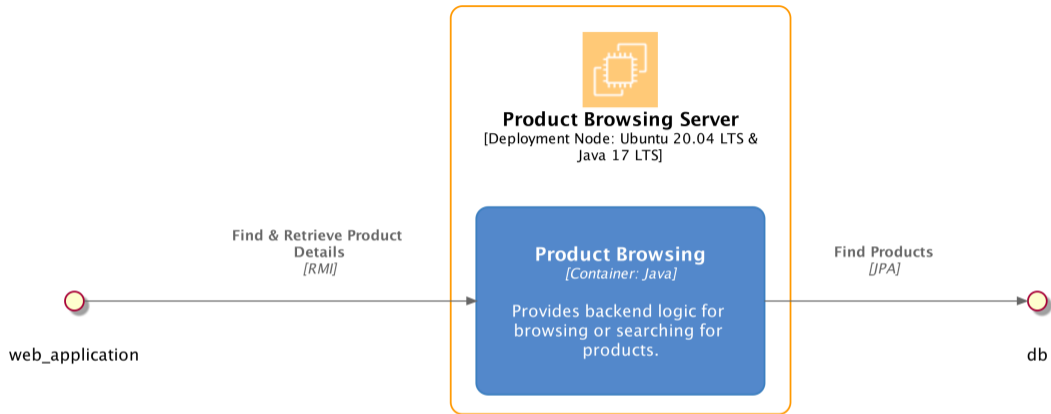 Product Browsing Server
[Deployment Node: Ubuntu 20.04 LTS &
Java 17 LTS]
Find & Retrieve Product
Details
[RMI]
Product Browsing
[Container: Java]
Provides backend logic for
browsing or searching for
products.
Find Products
[JPA]
web_application
db